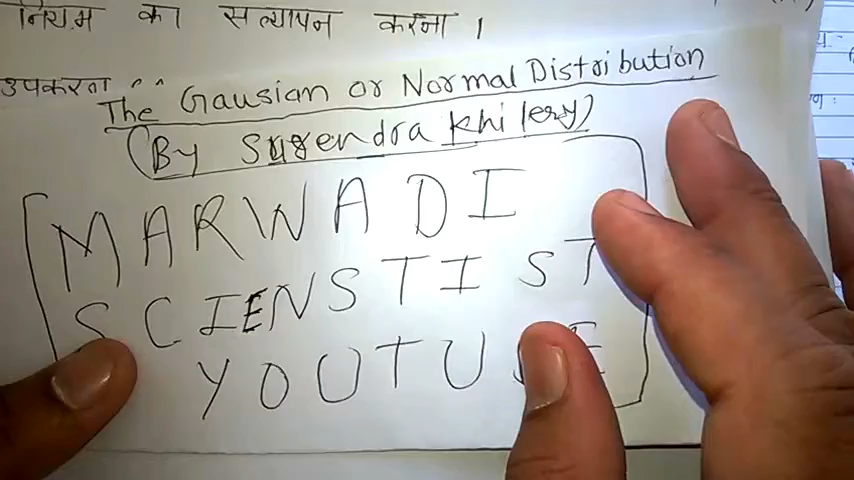 नियम का सत्यापन करना ।
उपकरण
The Gausian or Normal Distribution
(By Surendra Khilery)
MARWADI
SCIENSTIST
YOUTUBE